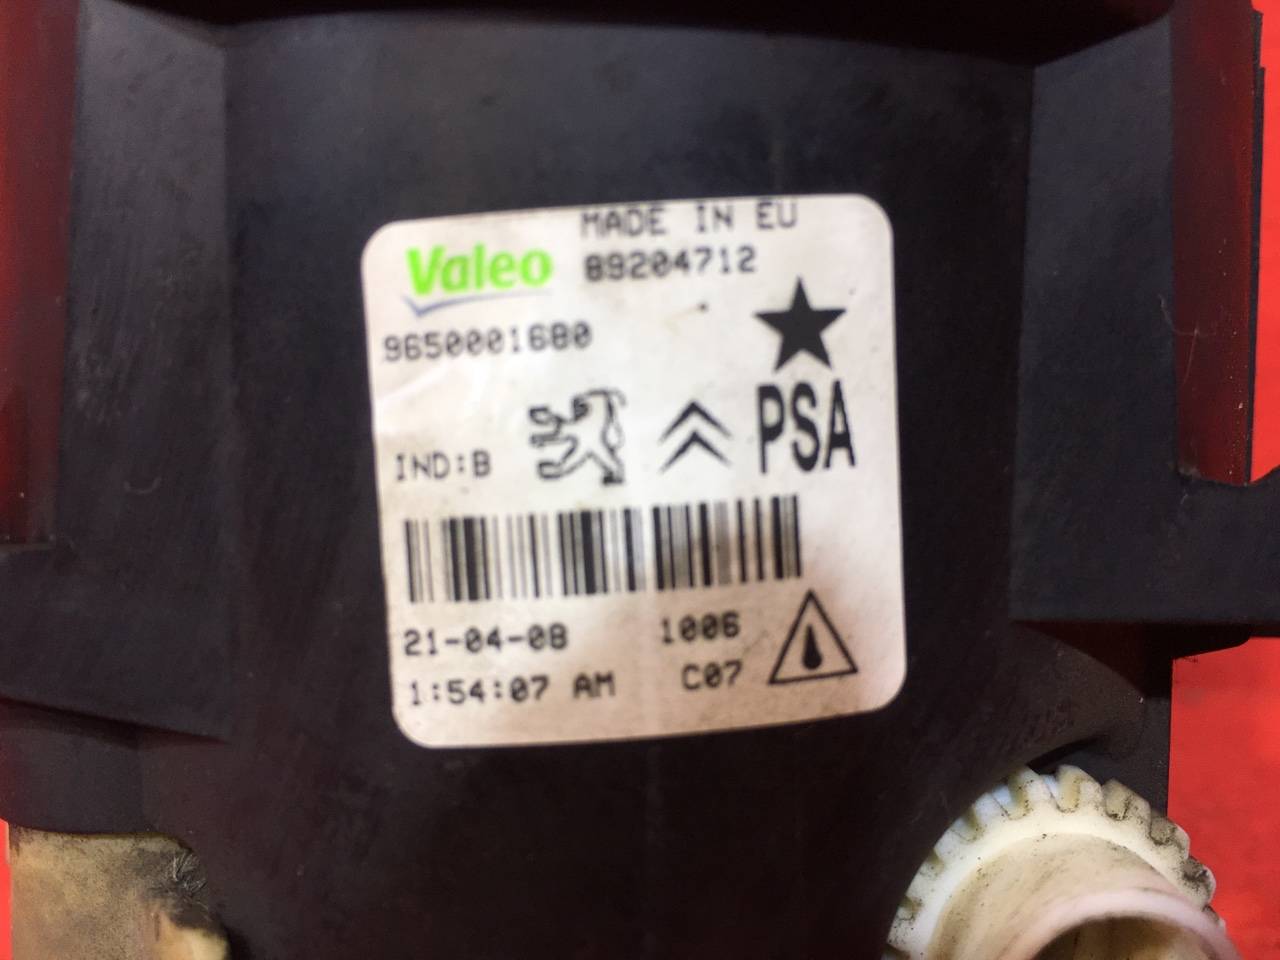 MADE IN EU
Valeo 89204712
9650001680
IND:B PSA
21-04-08 1006
1:54:07 AM C07